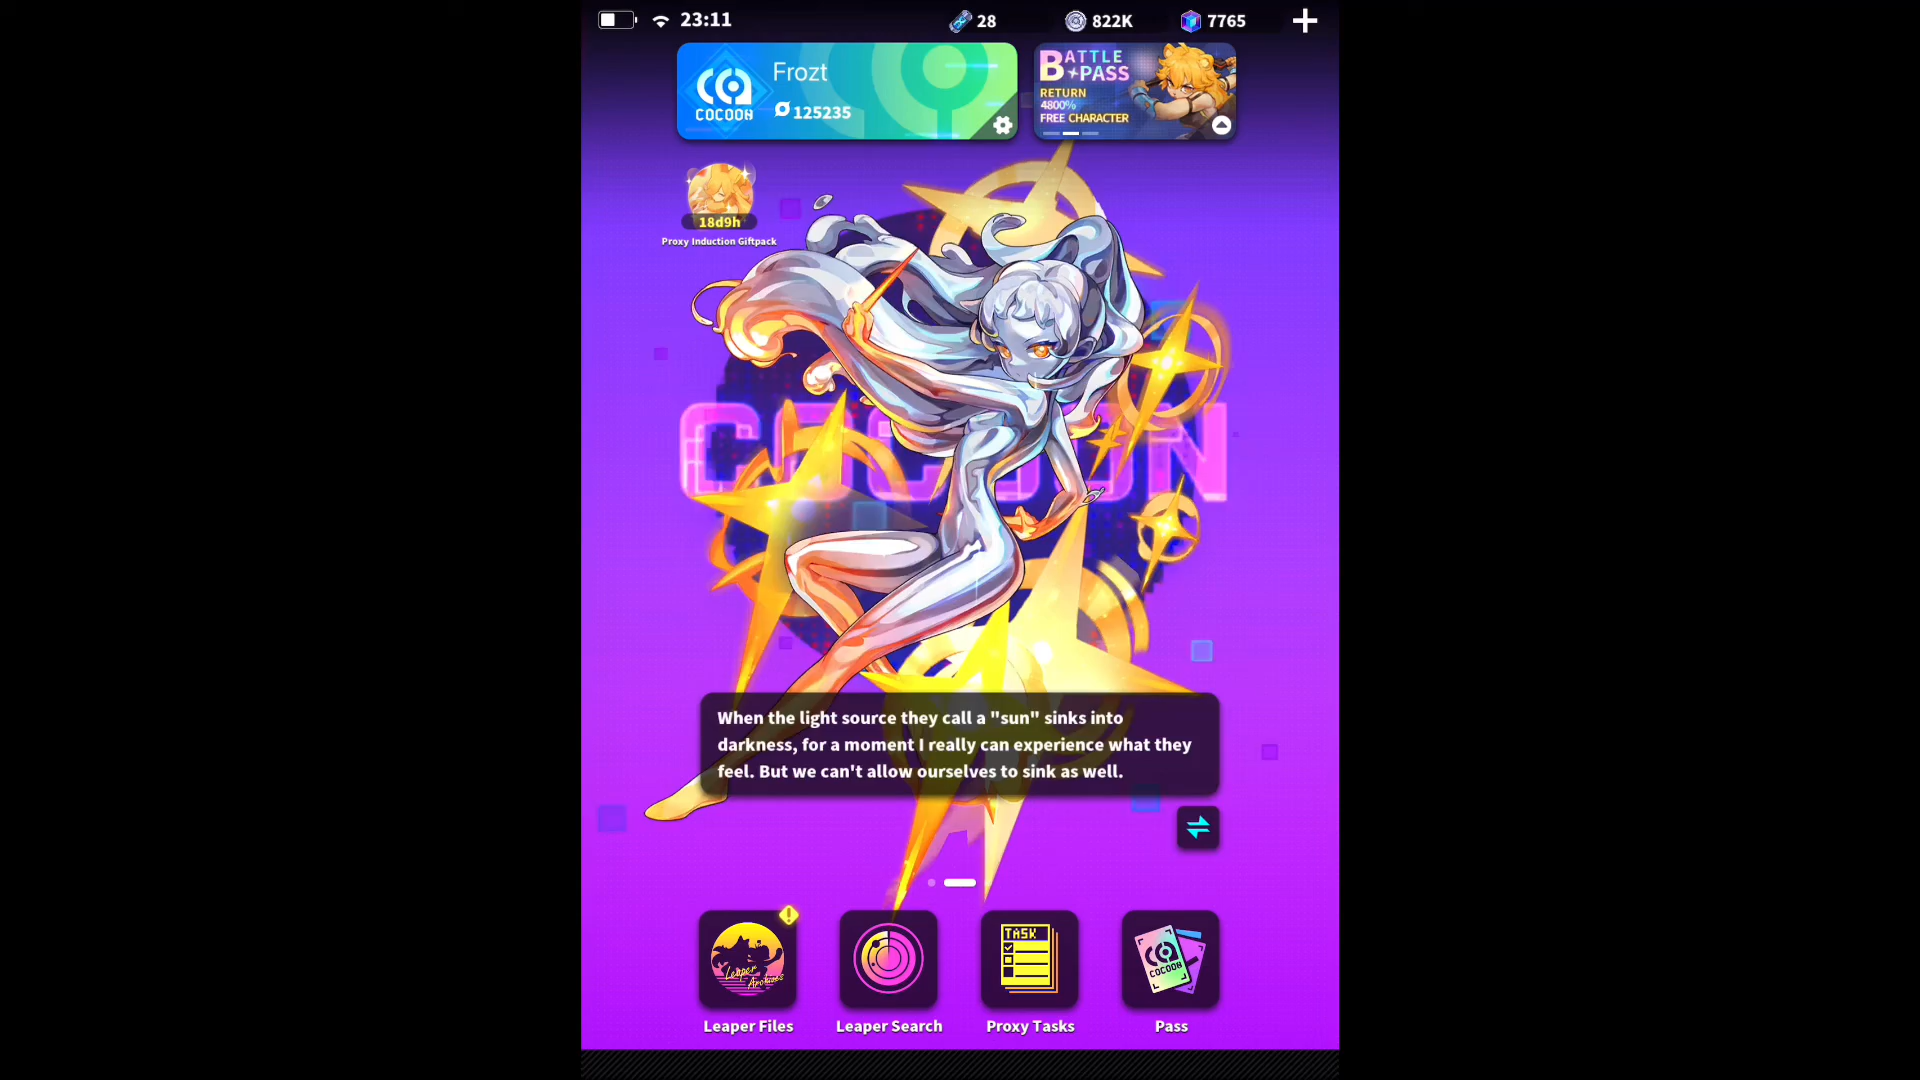 23:11
28
822K
7765
COCOON
Frozt
125235
BATTLE
PASS
RETURN
4800%
FREE CHARACTER
18d9h
Proxy Induction Giftpack
COCOON
When the light source they call a "sun" sinks into
darkness, for a moment I really can experience what they
feel. But we can't allow ourselves to sink as well.
Leaper
Archives
TASK
COCOON
Leaper Files
Leaper Search
Proxy Tasks
Pass